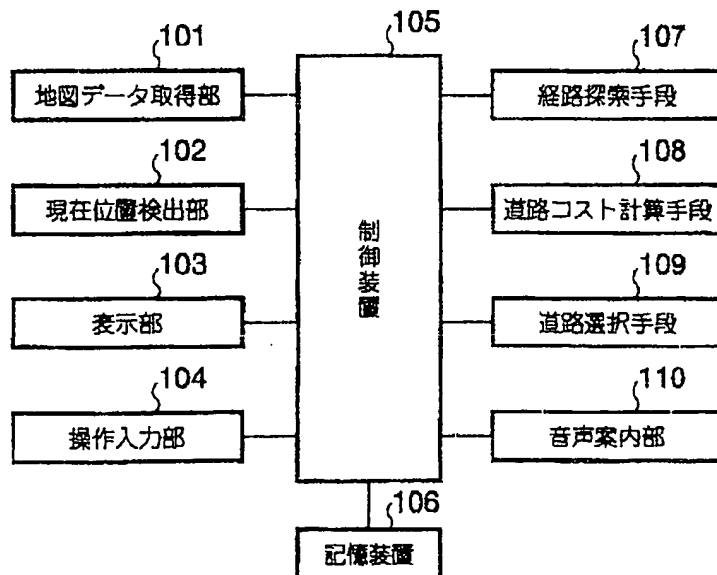 101
地図データ取得部
102
現在位置検出部
103
表示部
104
操作入力部
105
制御装置
106
記憶装置
107
経路探索手段
108
道路コスト計算手段
109
道路選択手段
110
音声案内部